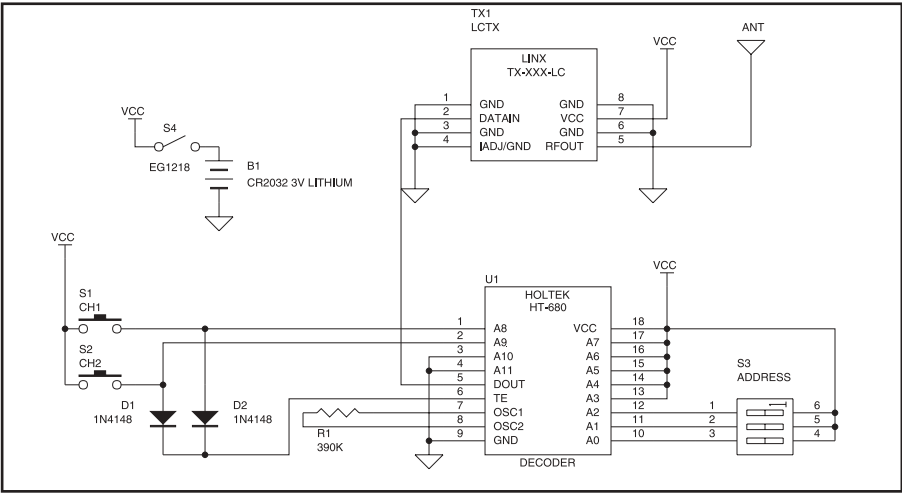 TX1
LCTX
LINX
TX-XXX-LC
VCC
ANT
1 GND GND 8
2 DATAIN VCC 7
3 GND GND 6
4 IADJ/GND RFOUT 5
VCC
S4
EG1218
B1
CR2032 3V LITHIUM
VCC
S1
CH1
S2
CH2
D1
1N4148
D2
1N4148
R1
390K
U1
HOLTEK
HT-680
VCC
1 A8 VCC 18
2 A9 A7 17
3 A10 A6 16
4 A11 A5 15
5 DOUT A4 14
6 TE A3 13
7 OSC1 A2 12
8 OSC2 A1 11
9 GND A0 10
DECODER
S3
ADDRESS
1 6
2 5
3 4